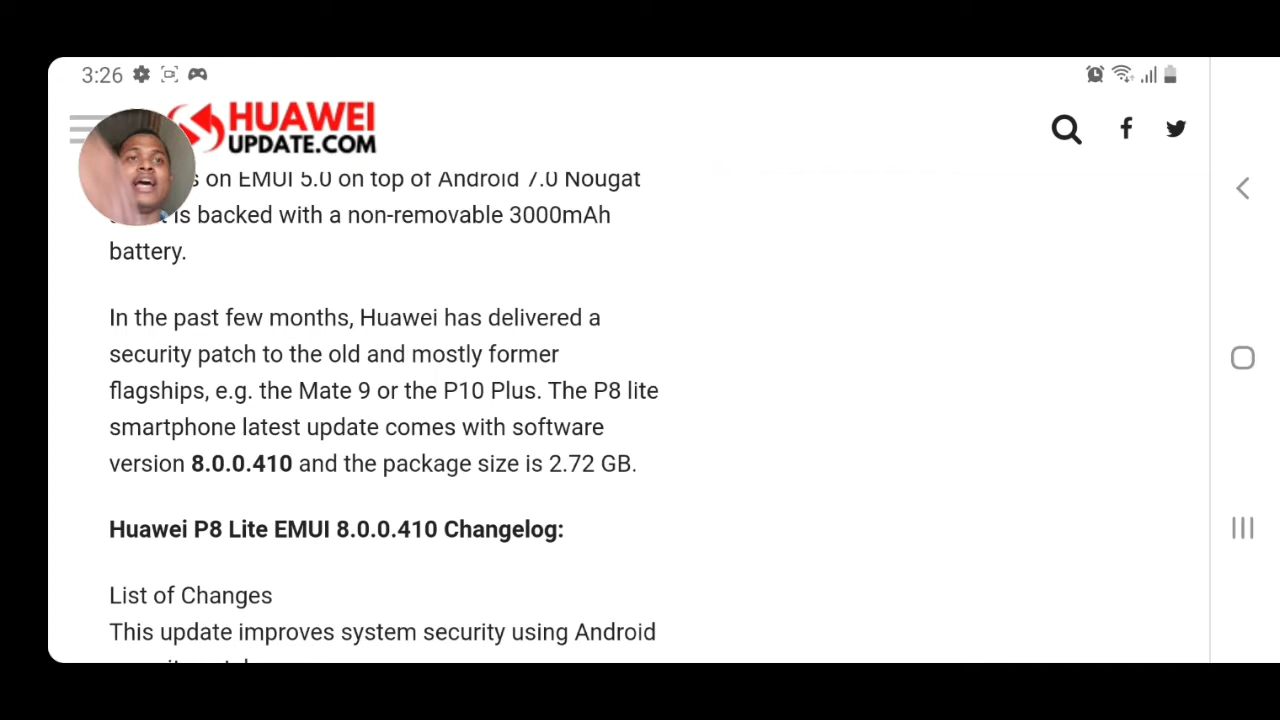 3:26
HUAWEI
UPDATE.COM
on EMUI 5.0 on top of Android 7.0 Nougat
is backed with a non-removable 3000mAh
battery.
In the past few months, Huawei has delivered a
security patch to the old and mostly former
flagships, e.g. the Mate 9 or the P10 Plus. The P8 lite
smartphone latest update comes with software
version 8.0.0.410 and the package size is 2.72 GB.
Huawei P8 Lite EMUI 8.0.0.410 Changelog:
List of Changes
This update improves system security using Android